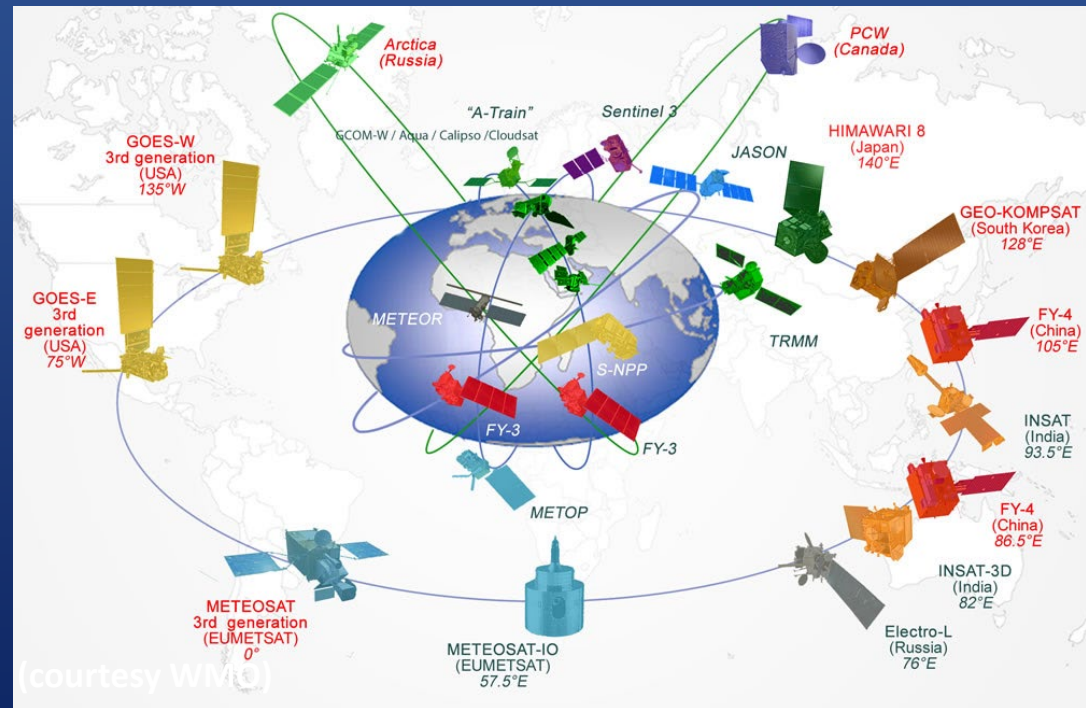 Arctica
(Russia)
PCW
(Canada)
"A-Train"
GCOM-W / Aqua / Calipso /Cloudsat
Sentinel 3
JASON
HIMAWARI 8
(Japan)
140°E
GOES-W
3rd generation
(USA)
135°W
GEO-KOMPSAT
(South Korea)
128°E
GOES-E
3rd
generation
(USA)
75°W
METEOR
TRMM
FY-4
(China)
105°E
S-NPP
FY-3
FY-3
INSAT
(India)
93.5°E
METOP
FY-4
(China)
86.5°E
INSAT-3D
(India)
82°E
METEOSAT
3rd generation
(EUMETSAT)
0°
METEOSAT-IO
(EUMETSAT)
57.5°E
Electro-L
(Russia)
76°E
(courtesy WMO)